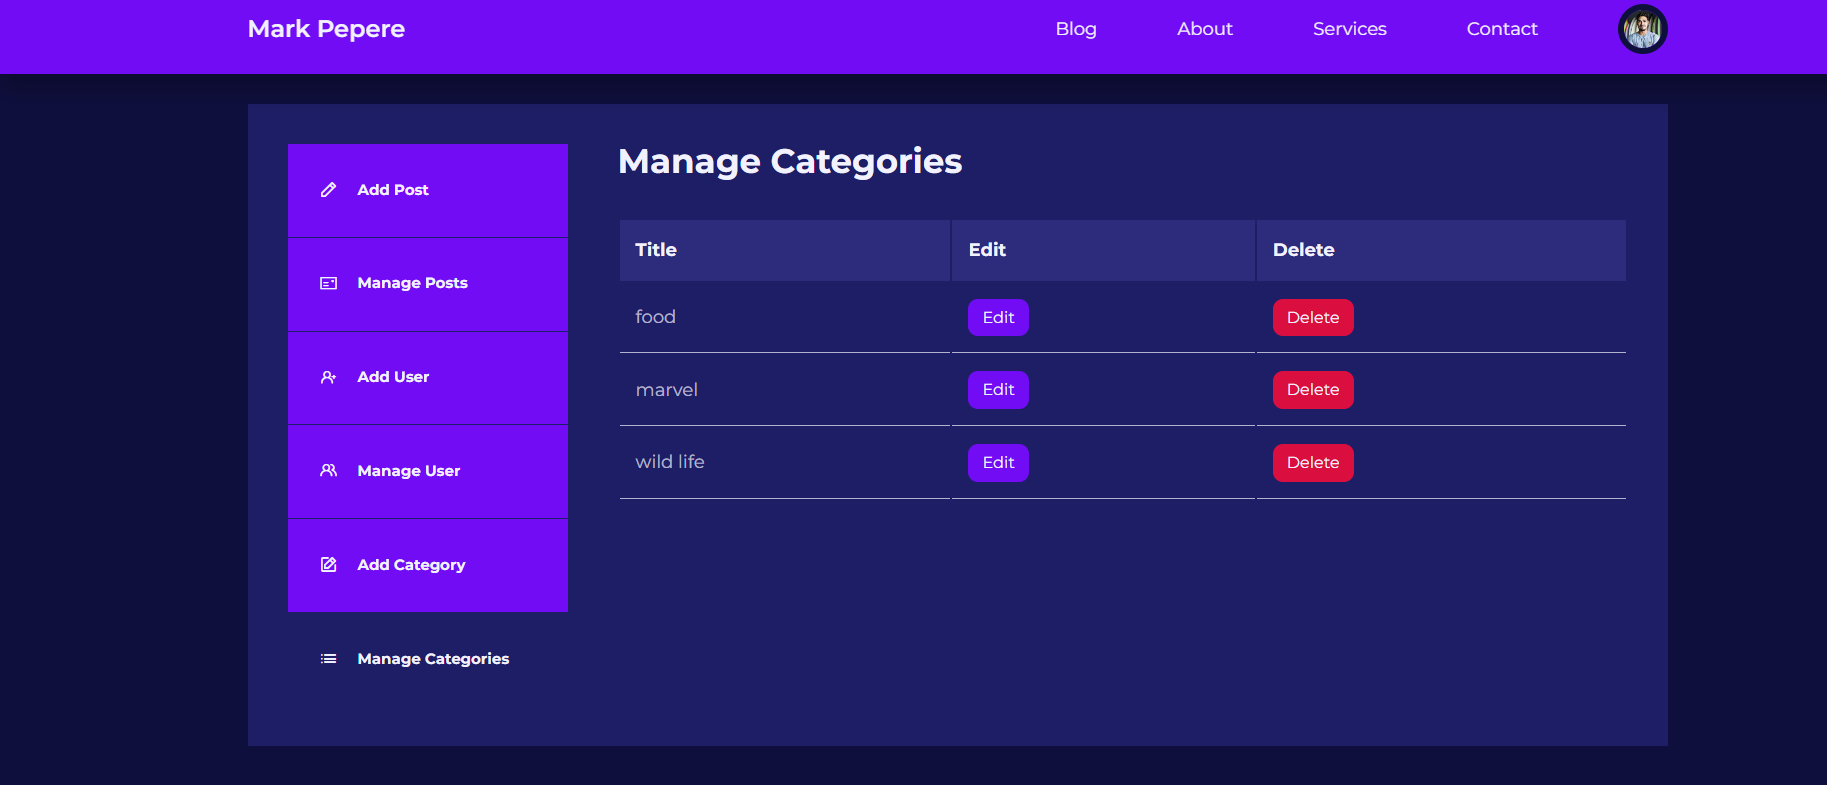 Mark Pepere
Blog
About
Services
Contact
Add Post
Manage Posts
Add User
Manage User
Add Category
Manage Categories
Manage Categories
Title Edit Delete
food Edit Delete
marvel Edit Delete
wild life Edit Delete